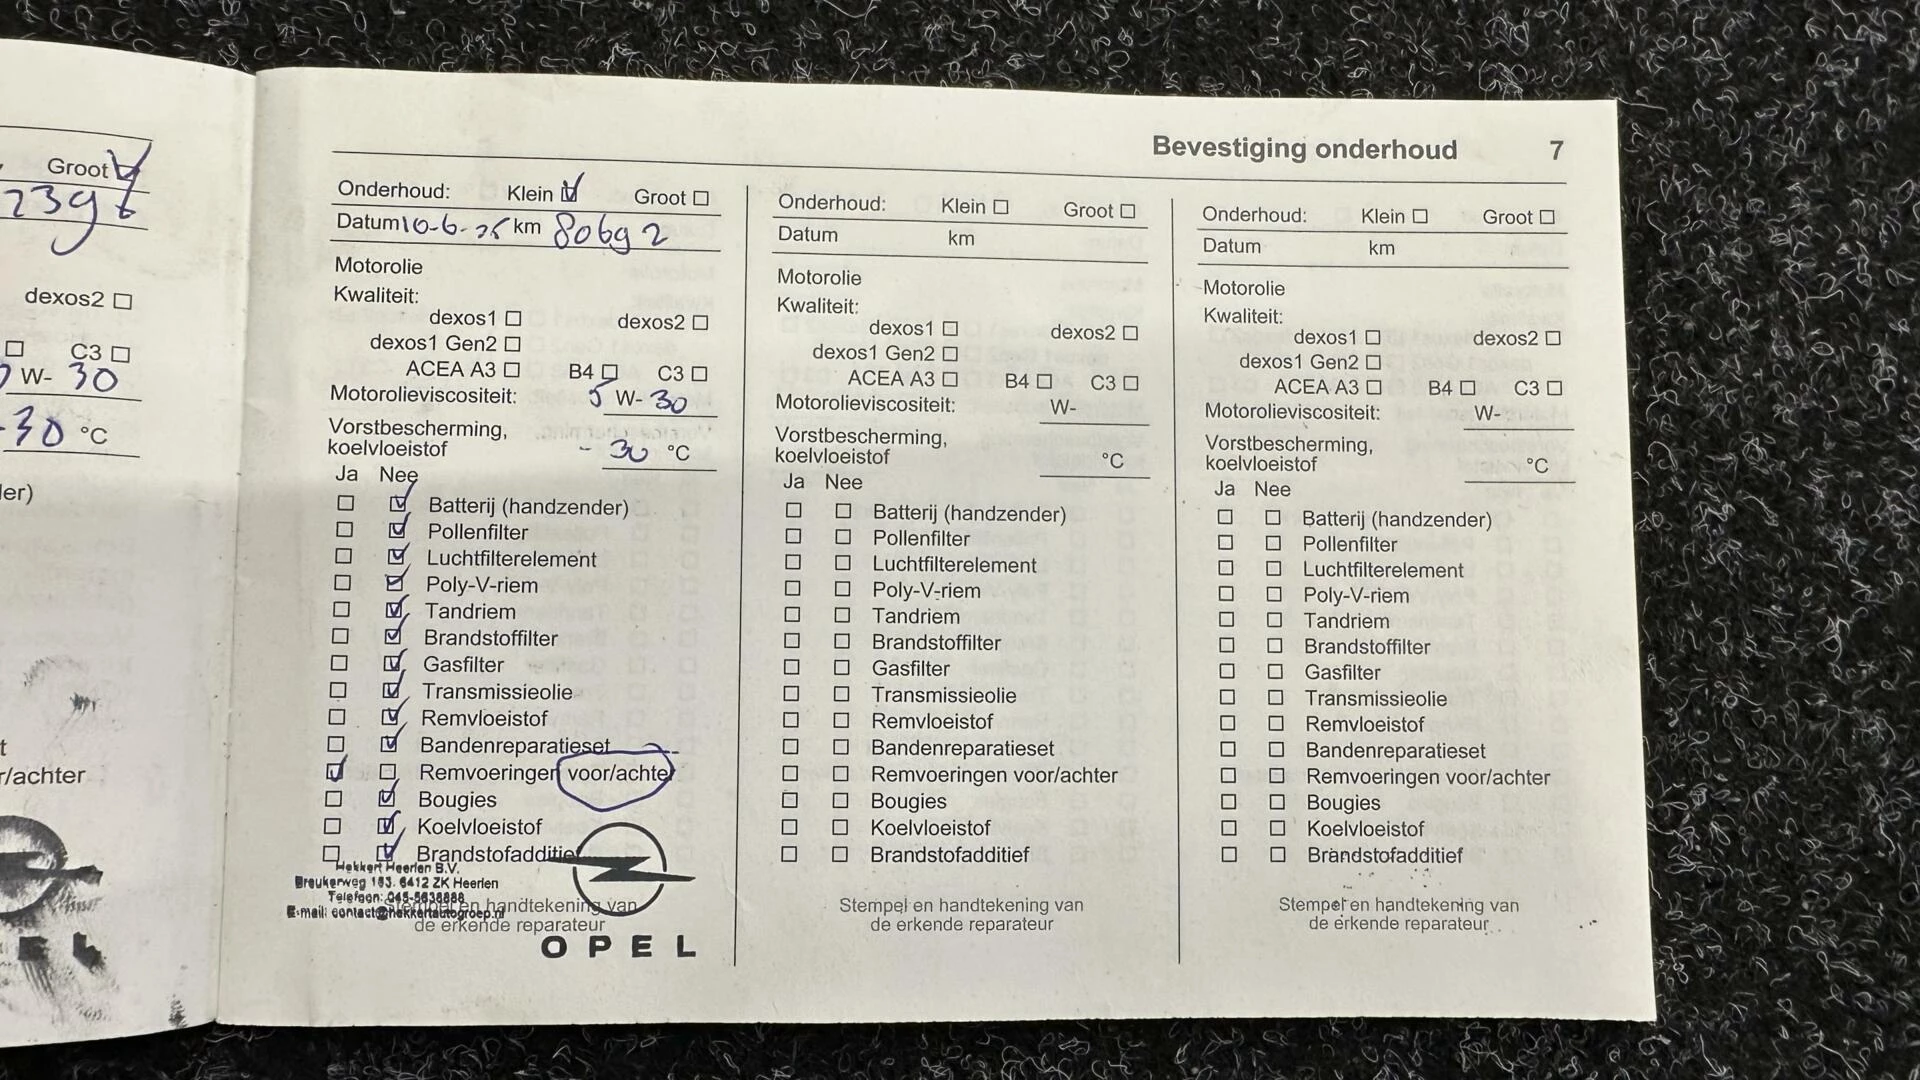 Groot
dexos2
C3
W- 30
-30 °C
er)
t
r/achter
Bevestiging onderhoud 7
Onderhoud: Klein Groot
Datum 10-6-25 km 80692
Motorolie
Kwaliteit:
dexos1 dexos2
dexos1 Gen2
ACEA A3 B4 C3
Motorolieviscositeit: 5 W- 30
Vorstbescherming,
koelvloeistof - 30 °C
Ja Nee
Batterij (handzender)
Pollenfilter
Luchtfilterelement
Poly-V-riem
Tandriem
Brandstoffilter
Gasfilter
Transmissieolie
Remvloeistof
Bandenreparatieset
Remvoeringen voor/achter
Bougies
Koelvloeistof
Brandstofadditief
Hekkert Heerlen B.V.
Breukerweg 163. 6412 ZK Heerlen
Telefoon: 045-5638888
E-mail: contact@hekkertautogroep.nl
Stempel en handtekening van
de erkende reparateur
OPEL
Onderhoud: Klein Groot
Datum km
Motorolie
Kwaliteit:
dexos1 dexos2
dexos1 Gen2
ACEA A3 B4 C3
Motorolieviscositeit: W-
Vorstbescherming,
koelvloeistof °C
Ja Nee
Batterij (handzender)
Pollenfilter
Luchtfilterelement
Poly-V-riem
Tandriem
Brandstoffilter
Gasfilter
Transmissieolie
Remvloeistof
Bandenreparatieset
Remvoeringen voor/achter
Bougies
Koelvloeistof
Brandstofadditief
Stempel en handtekening van
de erkende reparateur
Onderhoud: Klein Groot
Datum km
Motorolie
Kwaliteit:
dexos1 dexos2
dexos1 Gen2
ACEA A3 B4 C3
Motorolieviscositeit: W-
Vorstbescherming,
koelvloeistof °C
Ja Nee
Batterij (handzender)
Pollenfilter
Luchtfilterelement
Poly-V-riem
Tandriem
Brandstoffilter
Gasfilter
Transmissieolie
Remvloeistof
Bandenreparatieset
Remvoeringen voor/achter
Bougies
Koelvloeistof
Brandstofadditief
Stempel en handtekening van
de erkende reparateur